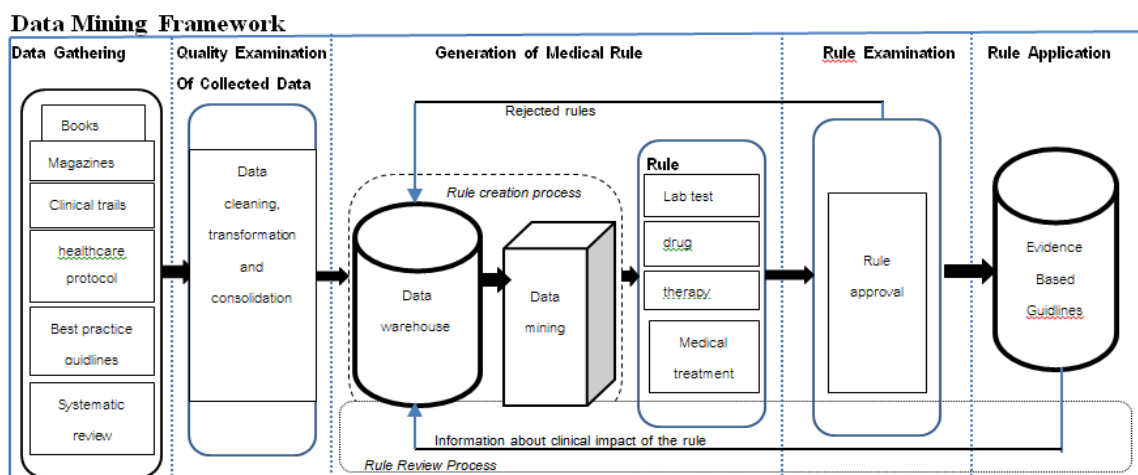 Data Mining Framework
Data Gathering
Books
Magazines
Clinical trails
healthcare
protocol
Best practice
guidlines
Systematic
review
Quality Examination
Of Collected Data
Data
cleaning,
transformation
and
consolidation
Generation of Medical Rule
Rejected rules
Rule creation process
Data
warehouse
Data
mining
Rule
Lab test
drug
therapy
Medical
treatment
Rule Examination
Rule
approval
Rule Application
Evidence
Based
Guidlines
Information about clinical impact of the rule
Rule Review Process